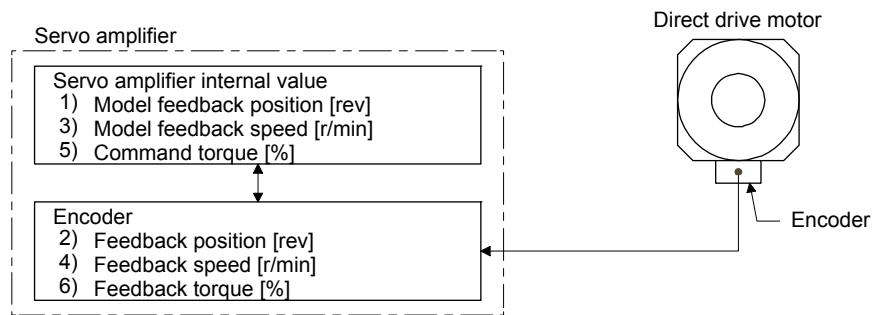 Direct drive motor
Servo amplifier
Servo amplifier internal value
1) Model feedback position [rev]
3) Model feedback speed [r/min]
5) Command torque [%]
Encoder
2) Feedback position [rev]
4) Feedback speed [r/min]
6) Feedback torque [%]
Encoder